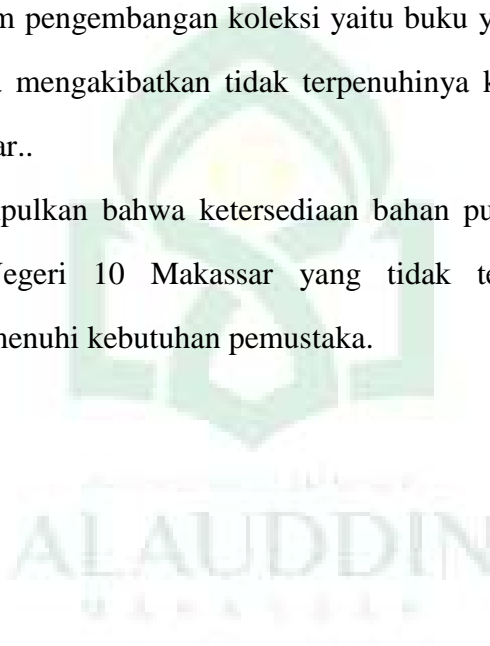 m pengembangan koleksi yaitu buku y
mengakibatkan tidak terpenuhinya k
ar..
pulkan bahwa ketersediaan bahan pu
Negeri 10 Makassar yang tidak te
menuhi kebutuhan pemustaka.
ALAUDDIN